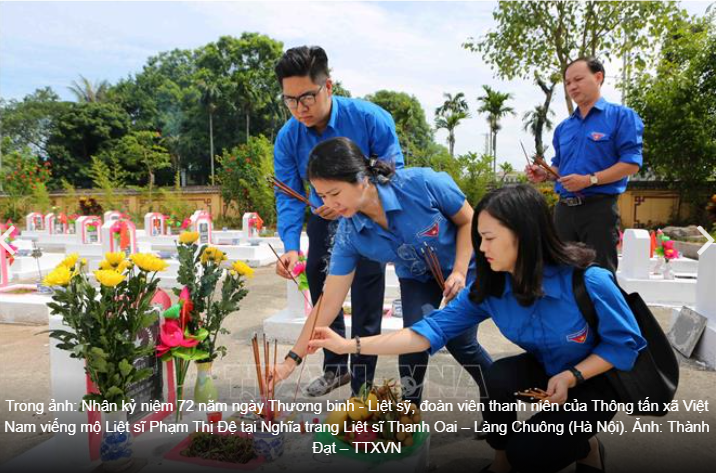 Trong ảnh: Nhân kỷ niệm 72 năm ngày Thương binh - Liệt sỹ, đoàn viên thanh niên của Thông tấn xã Việt
Nam viếng mộ Liệt sĩ Phạm Thị Đệ tại Nghĩa trang Liệt sĩ Thanh Oai – Làng Chuông (Hà Nội). Ảnh: Thành
Đạt – TTXVN